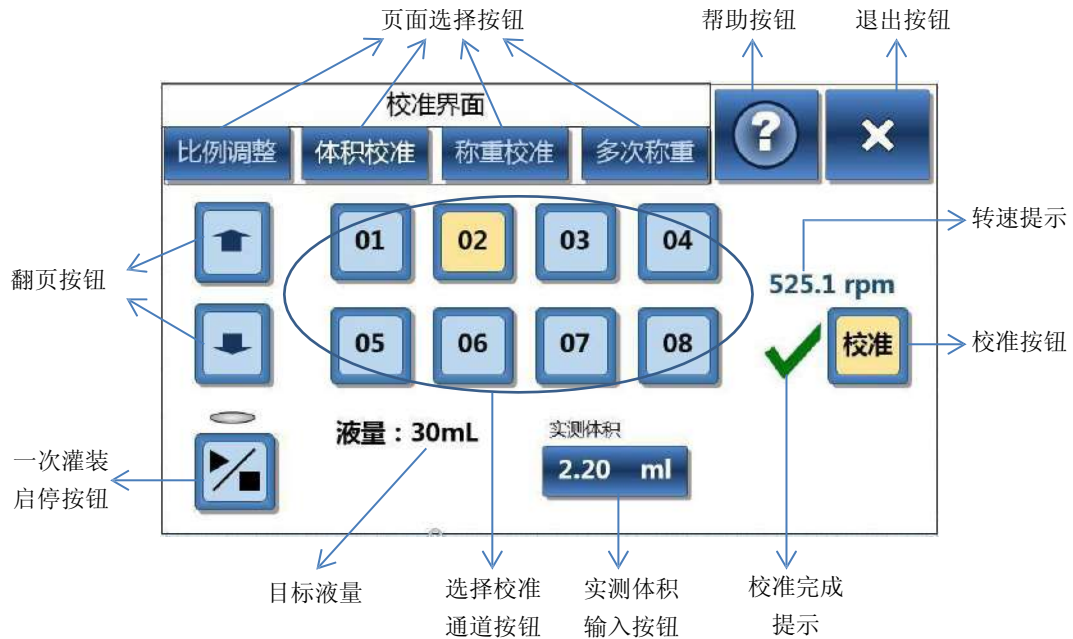 页面选择按钮
帮助按钮
退出按钮
校准界面
比例调整
体积校准
称重校准
多次称重
?
01
02
03
04
转速提示
翻页按钮
525.1 rpm
05
06
07
08
校准
校准按钮
液量：30mL
实测体积
2.20 ml
一次灌装
启停按钮
目标液量
选择校准
通道按钮
实测体积
输入按钮
校准完成
提示